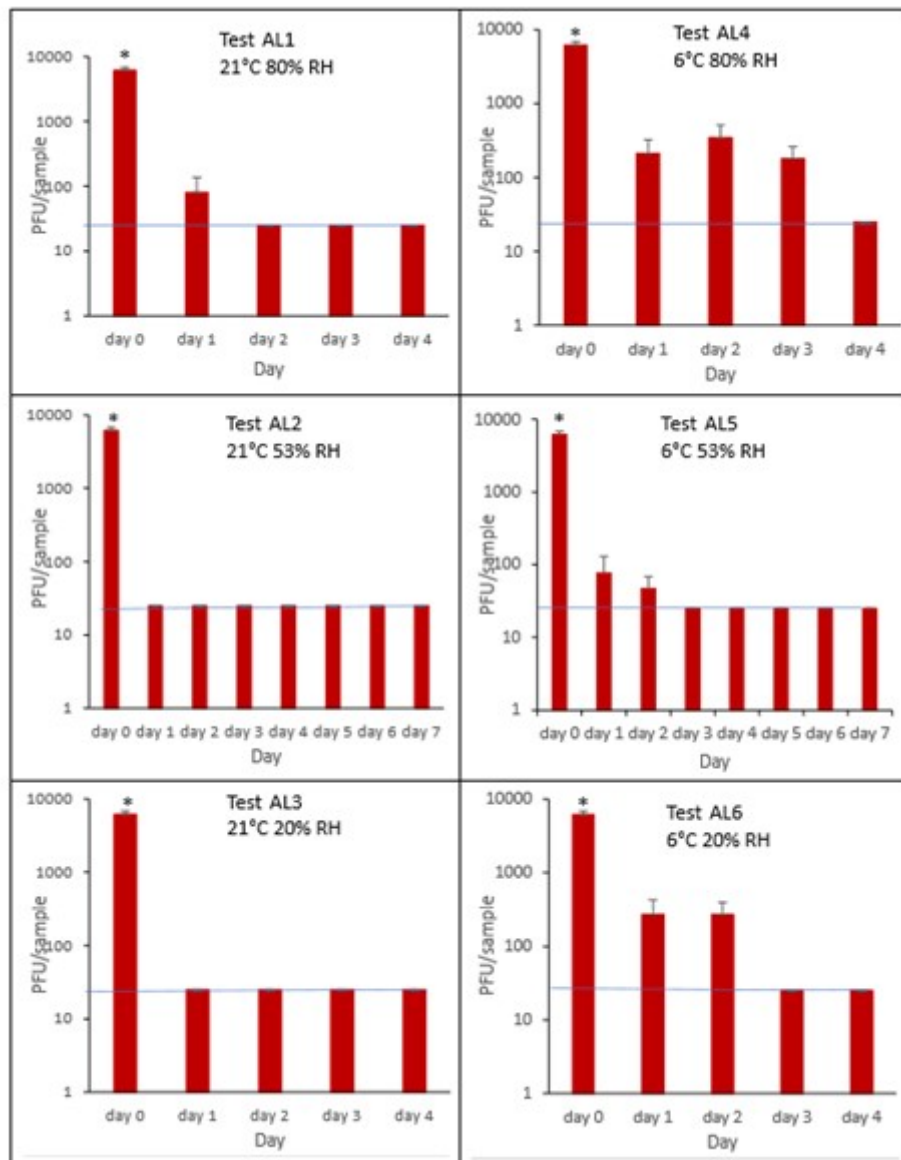 Test AL1
21°C 80% RH
*
10000
1000
100
10
1
PFU/sample
day 0 day 1 day 2 day 3 day 4
Day
Test AL4
6°C 80% RH
*
10000
1000
100
10
1
PFU/sample
day 0 day 1 day 2 day 3 day 4
Day
Test AL2
21°C 53% RH
*
10000
1000
100
10
1
PFU/sample
day 0 day 1 day 2 day 3 day 4 day 5 day 6 day 7
Day
Test AL5
6°C 53% RH
*
10000
1000
100
10
1
PFU/sample
day 0 day 1 day 2 day 3 day 4 day 5 day 6 day 7
Day
Test AL3
21°C 20% RH
*
10000
1000
100
10
1
PFU/sample
day 0 day 1 day 2 day 3 day 4
Day
Test AL6
6°C 20% RH
*
10000
1000
100
10
1
PFU/sample
day 0 day 1 day 2 day 3 day 4
Day